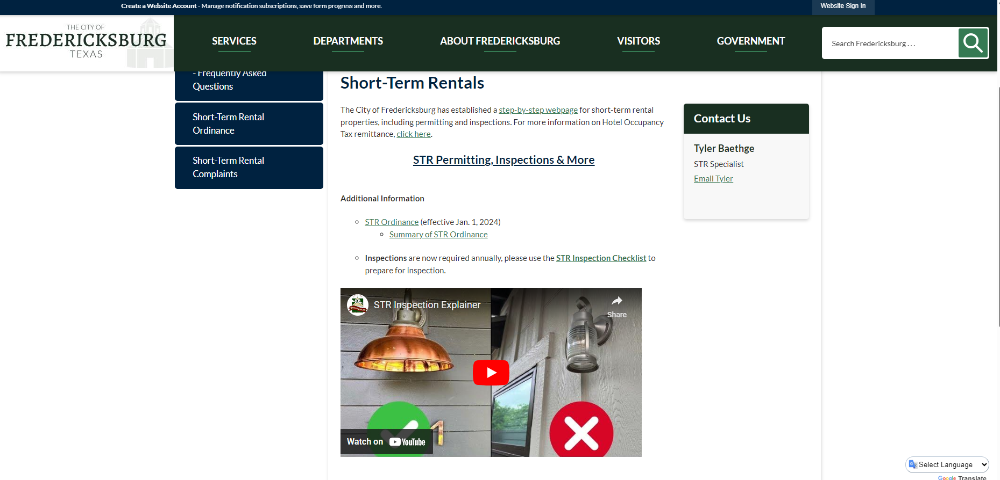 Create a Website Account - Manage notification subscriptions, save form progress and more.
Website Sign In
THE CITY OF
FREDERICKSBURG
TEXAS
SERVICES
DEPARTMENTS
ABOUT FREDERICKSBURG
VISITORS
GOVERNMENT
Search Fredericksburg . . .
- Frequently Asked
Questions
Short-Term Rental
Ordinance
Short-Term Rental
Complaints
Short-Term Rentals
The City of Fredericksburg has established a step-by-step webpage for short-term rental
properties, including permitting and inspections. For more information on Hotel Occupancy
Tax remittance, click here.
STR Permitting, Inspections & More
Additional Information
STR Ordinance (effective Jan. 1, 2024)
Summary of STR Ordinance
Inspections are now required annually, please use the STR Inspection Checklist to
prepare for inspection.
STR Inspection Explainer
Share
1
Watch on YouTube
Contact Us
Tyler Baethge
STR Specialist
Email Tyler
Select Language
Google Translate